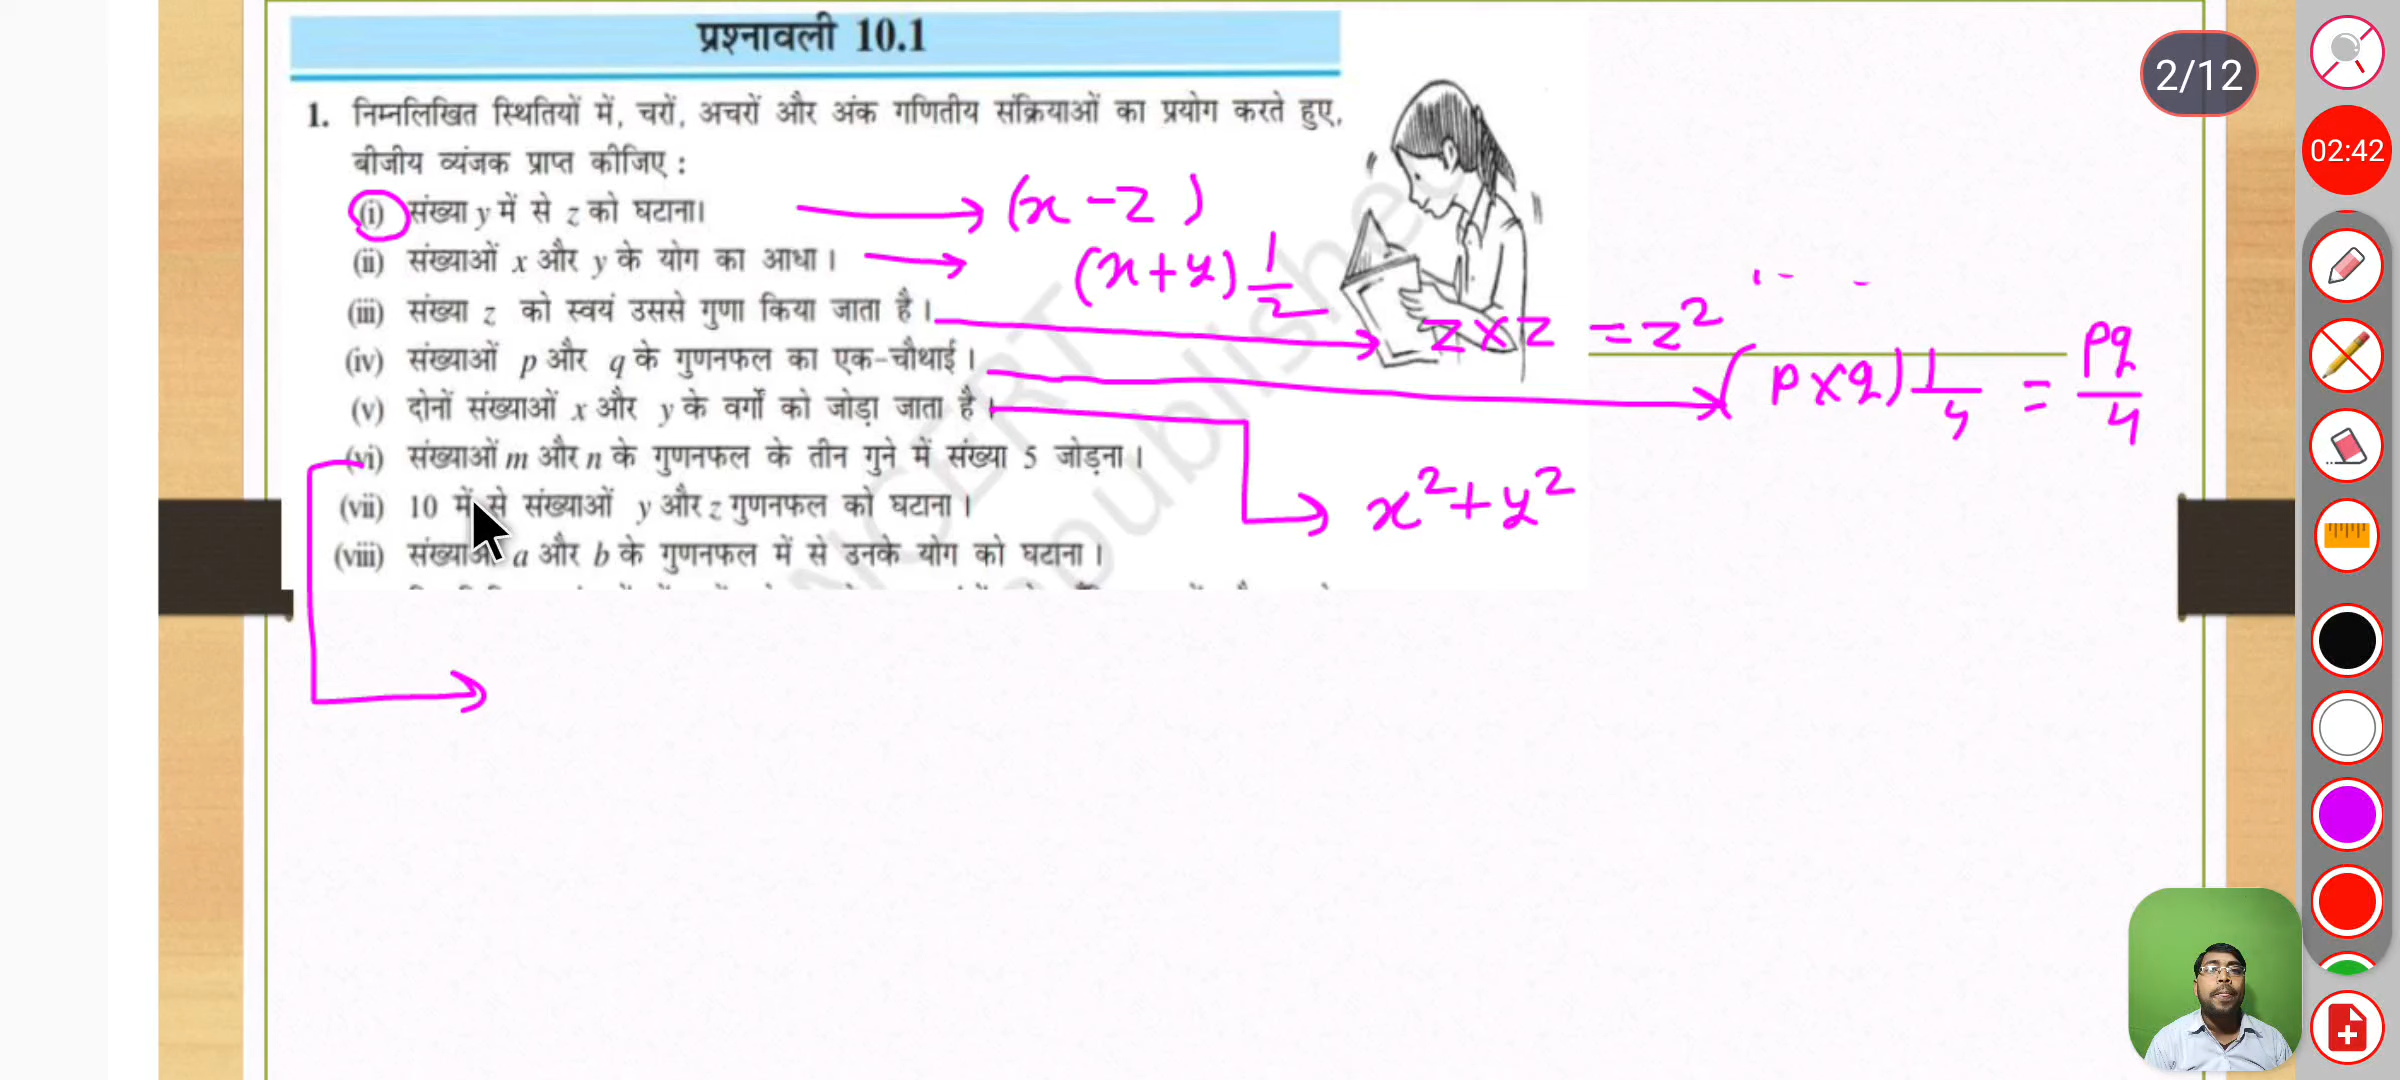 प्रश्नावली 10.1
2/12
02:42
1. निम्नलिखित स्थितियों में, चरों, अचरों और अंक गणितीय संक्रियाओं का प्रयोग करते हुए,
बीजीय व्यंजक प्राप्त कीजिए :
(i) संख्या y में से z को घटाना। (x - z)
(ii) संख्याओं x और y के योग का आधा। (x+y) 1/2
(iii) संख्या z को स्वयं उससे गुणा किया जाता है। z×z = z²
(iv) संख्याओं p और q के गुणनफल का एक-चौथाई। (p×q) 1/4 = pq/4
(v) दोनों संख्याओं x और y के वर्गों को जोड़ा जाता है।
(vi) संख्याओं m और n के गुणनफल के तीन गुने में संख्या 5 जोड़ना।
x²+y²
(vii) 10 में से संख्याओं y और z गुणनफल को घटाना।
(viii) संख्याओं a और b के गुणनफल में से उनके योग को घटाना।
NCERT
published